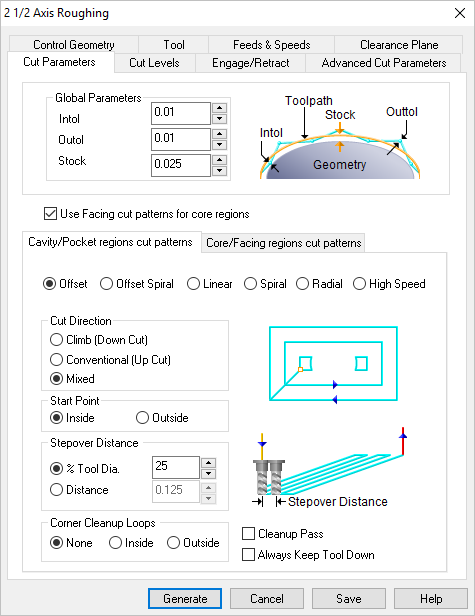 2 1/2 Axis Roughing
Control Geometry Tool Feeds & Speeds Clearance Plane
Cut Parameters Cut Levels Engage/Retract Advanced Cut Parameters
Global Parameters
Intol 0.01
Outol 0.01
Stock 0.025
Toolpath
Stock
Outtol
Intol
Geometry
Use Facing cut patterns for core regions
Cavity/Pocket regions cut patterns Core/Facing regions cut patterns
Offset Offset Spiral Linear Spiral Radial High Speed
Cut Direction
Climb (Down Cut)
Conventional (Up Cut)
Mixed
Start Point
Inside Outside
Stepover Distance
% Tool Dia. 25
Distance 0.125
Stepover Distance
Corner Cleanup Loops
None Inside Outside
Cleanup Pass
Always Keep Tool Down
Generate Cancel Save Help